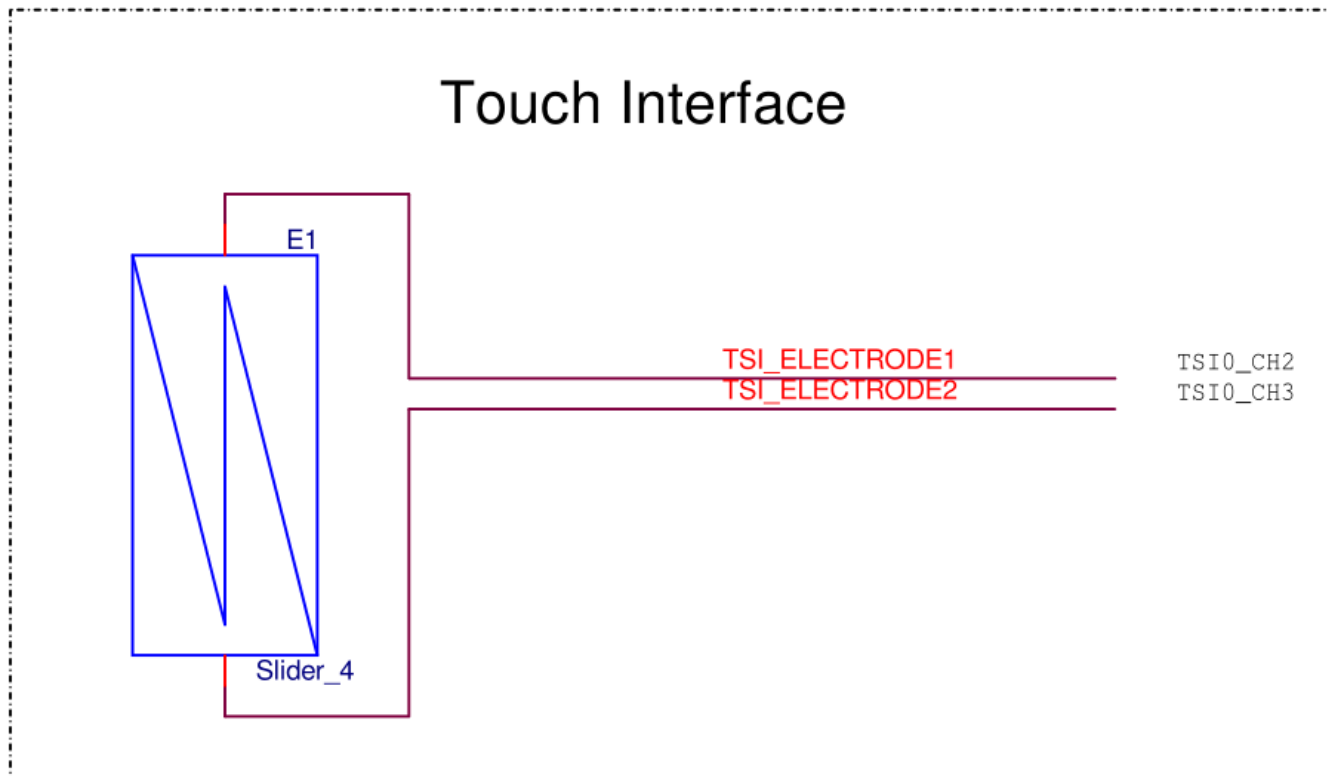 Touch Interface
E1
TSI_ELECTRODE1 TSI0_CH2
TSI_ELECTRODE2 TSI0_CH3
Slider_4